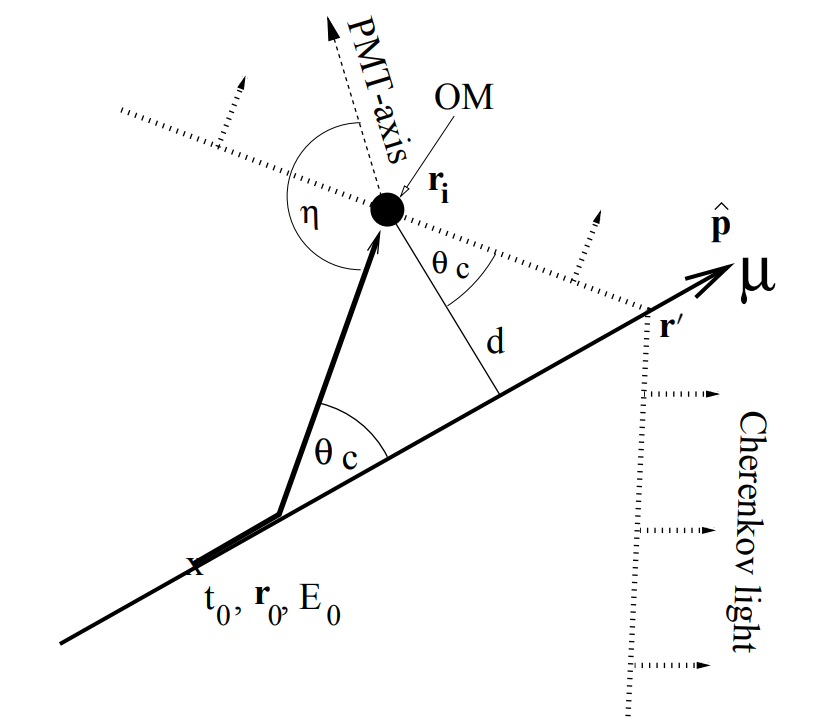 PMT-axis
OM
r_i
η
p̂
θ c
μ
r′
d
θ c
x
t_0, r_0, E_0
Cherenkov light